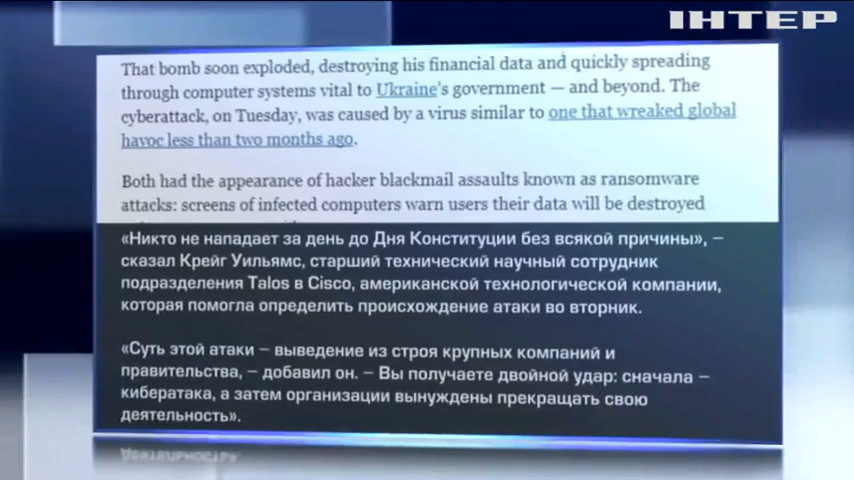 ІНТЕР
That bomb soon exploded, destroying his financial data and quickly spreading
through computer systems vital to Ukraine's government — and beyond. The
cyberattack, on Tuesday, was caused by a virus similar to one that wreaked global
havoc less than two months ago.
Both had the appearance of hacker blackmail assaults known as ransomware
attacks: screens of infected computers warn users their data will be destroyed
«Никто не нападает за день до Дня Конституции без всякой причины», –
сказал Крейг Уильямс, старший технический научный сотрудник
подразделения Talos в Cisco, американской технологической компании,
которая помогла определить происхождение атаки во вторник.
«Суть этой атаки – выведение из строя крупных компаний и
правительства, – добавил он. – Вы получаете двойной удар: сначала –
кибератака, а затем организации вынуждены прекращать свою
деятельность».